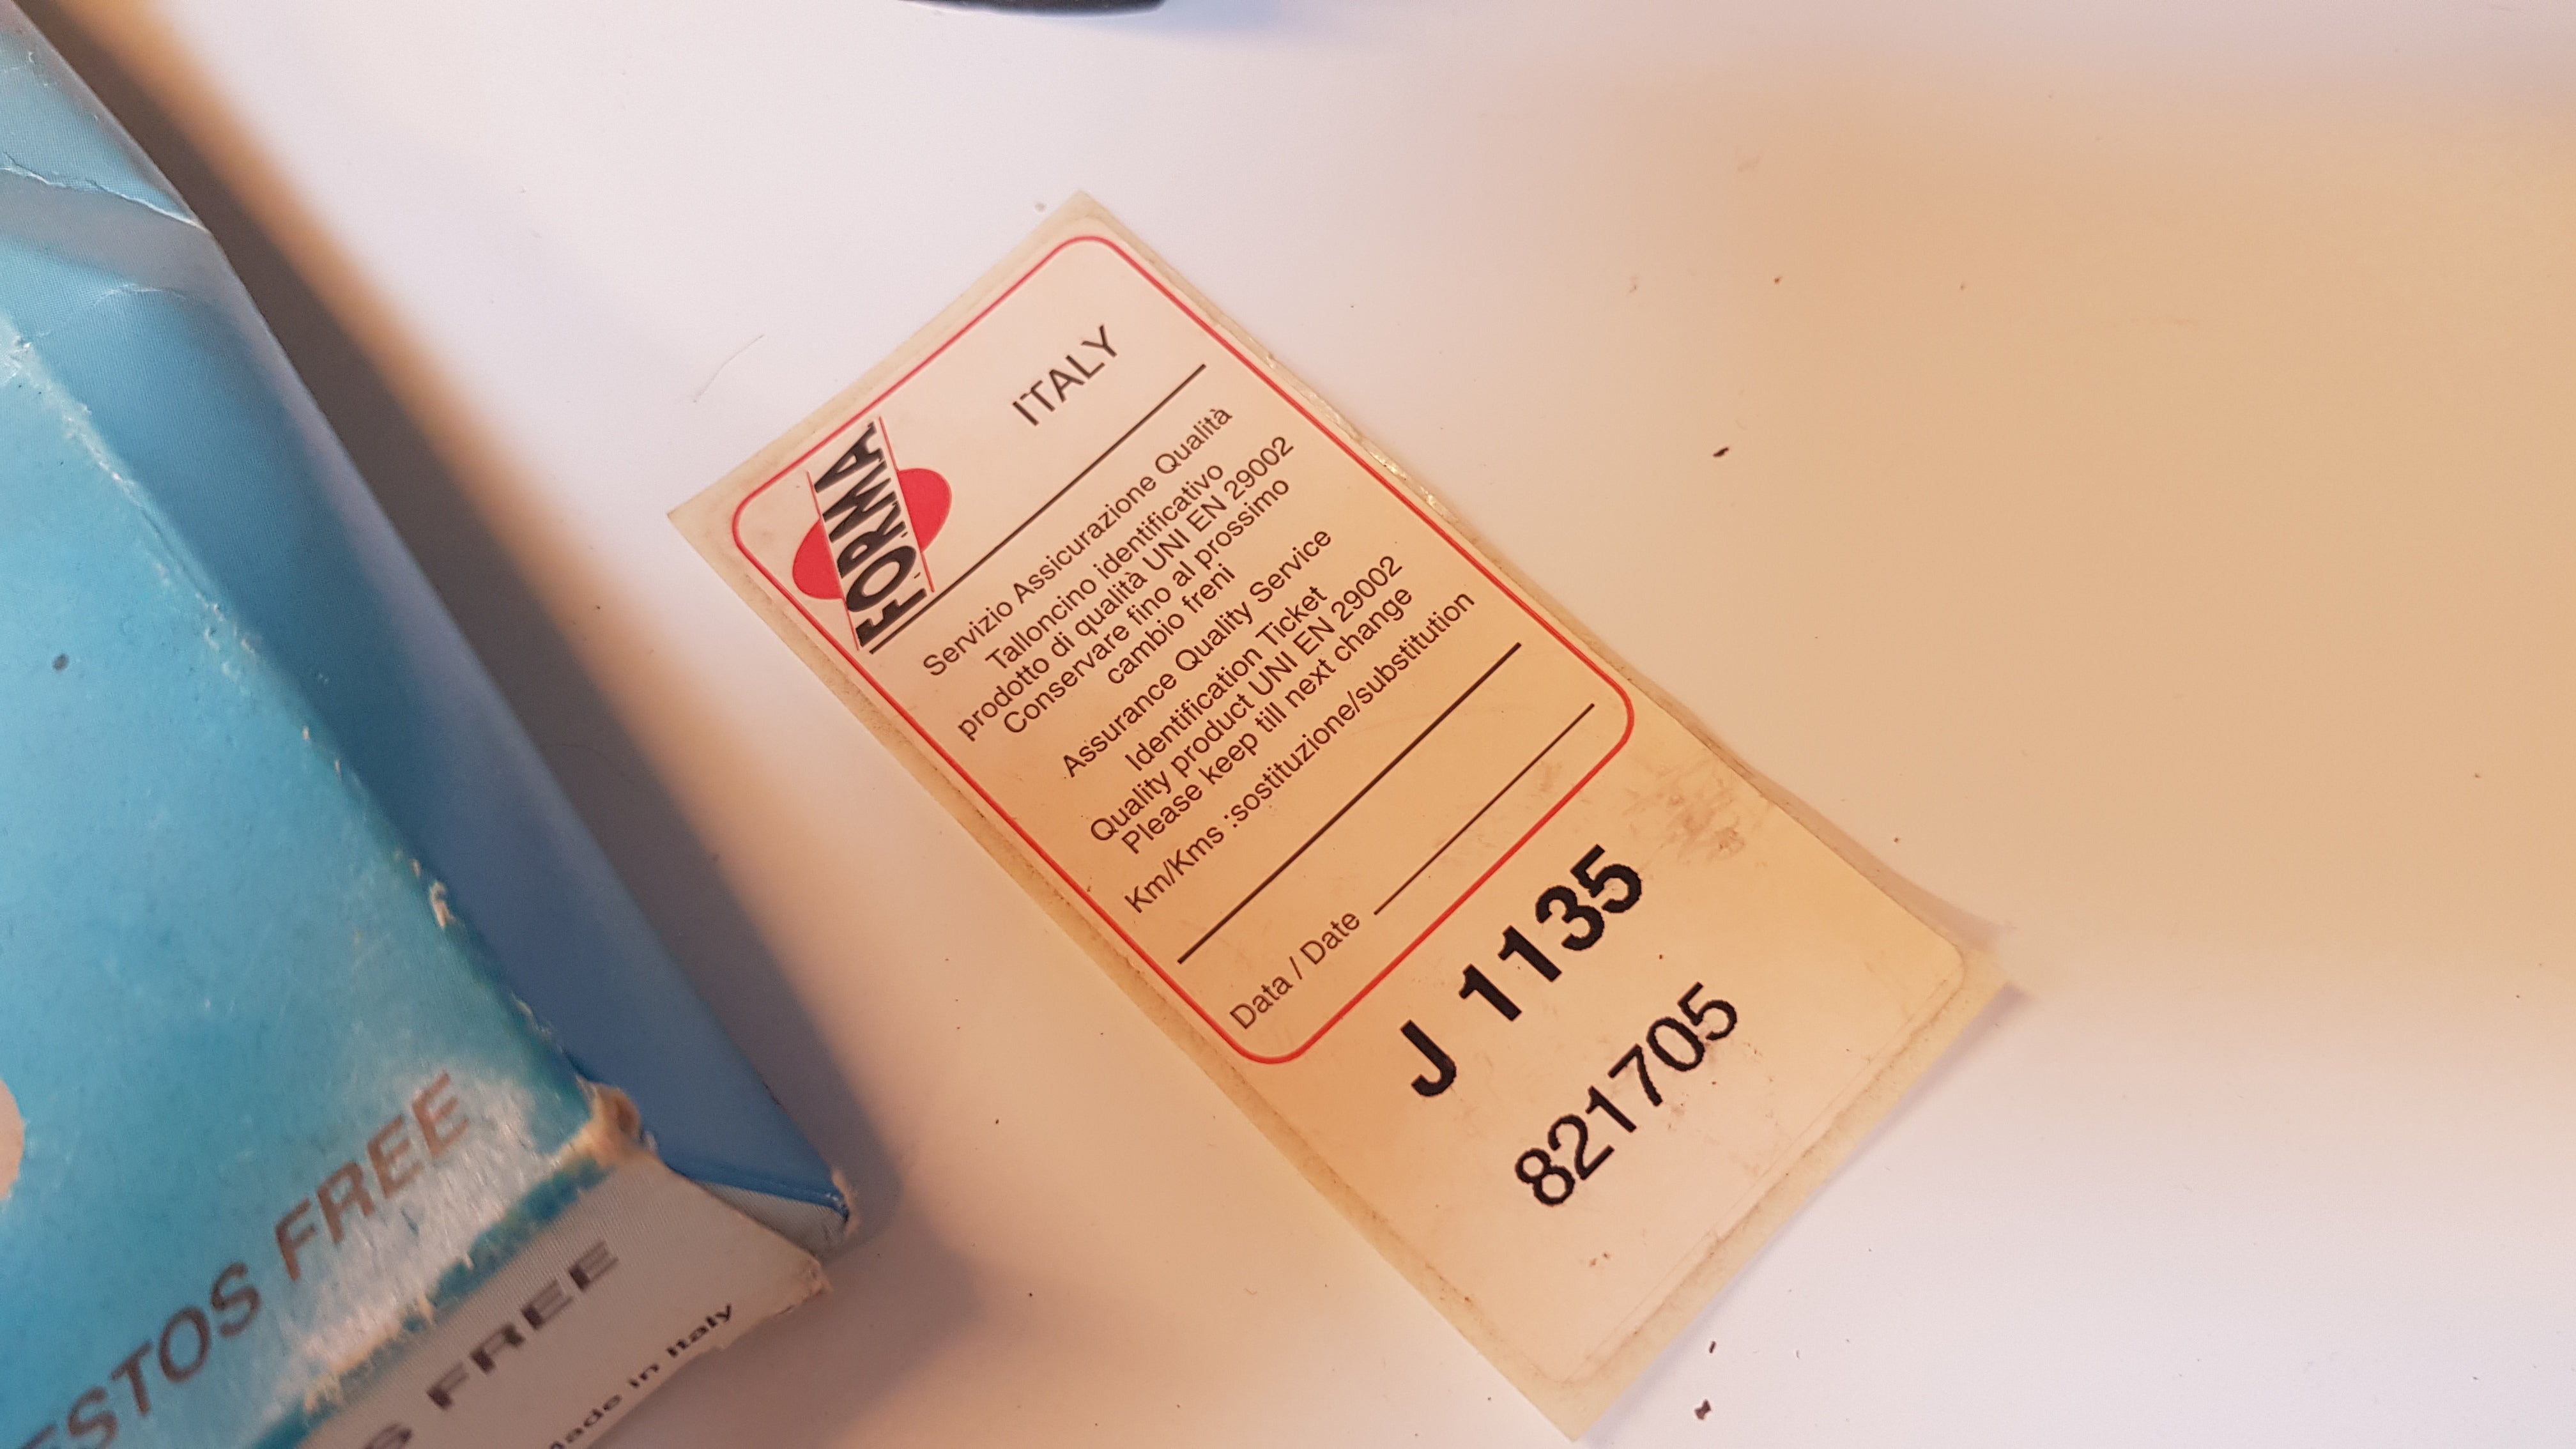 FORMA
ITALY
Servizio Assicurazione Qualità
Talloncino identificativo
prodotto di qualità UNI EN 29002
Conservare fino al prossimo
cambio freni
Assurance Quality Service
Identification Ticket
Quality product UNI EN 29002
Please keep till next change
Km/Kms :sostituzione/substitution
Data / Date
J 1135
821705
FREE
FREE
in Italy